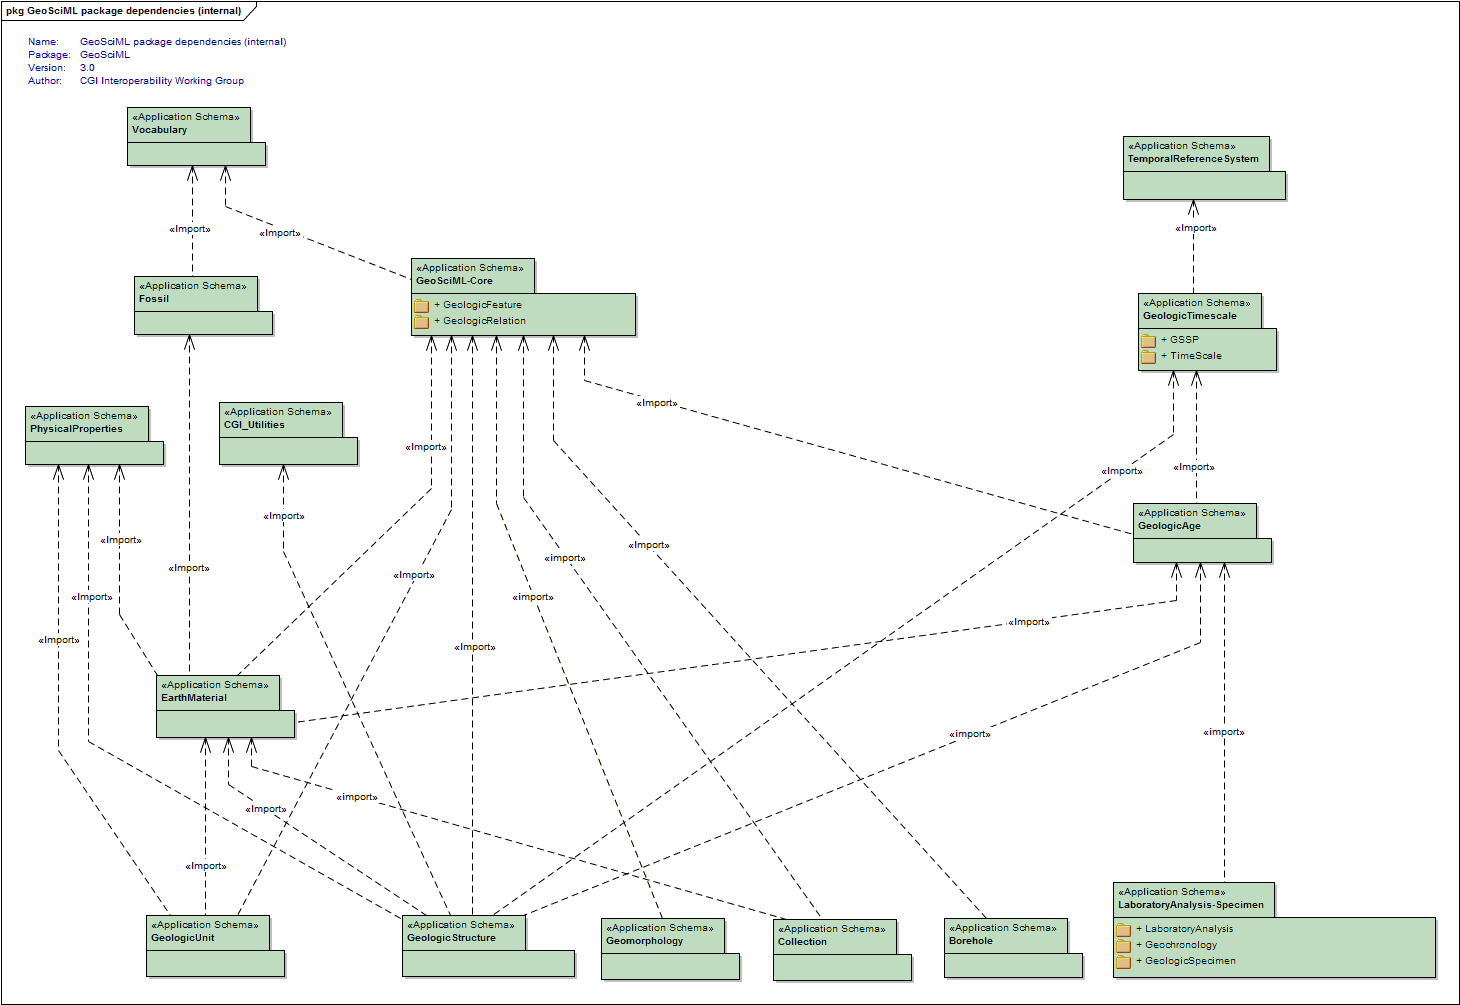 pkg GeoSciML package dependencies (internal)
Name: GeoSciML package dependencies (internal)
Package: GeoSciML
Version: 3.0
Author: CGI Interoperability Working Group
«Application Schema»
Vocabulary
«Application Schema»
TemporalReferenceSystem
«Import»
«Import»
«Import»
«Application Schema»
GeoSciML-Core
+ GeologicFeature
+ GeologicRelation
«Application Schema»
Fossil
«Application Schema»
GeologicTimescale
+ GSSP
+ TimeScale
«Import»
«Application Schema»
PhysicalProperties
«Application Schema»
CGI_Utilities
«Import»
«Import»
«Import»
«Import»
«Application Schema»
GeologicAge
«Import»
«Import»
«import»
«Import»
«Import»
«Import»
«Import»
«import»
«Import»
«Import»
«Import»
«Application Schema»
EarthMaterial
«import»
«import»
«import»
«Import»
«Import»
«Application Schema»
GeologicUnit
«Application Schema»
GeologicStructure
«Application Schema»
Geomorphology
«Application Schema»
Collection
«Application Schema»
Borehole
«Application Schema»
LaboratoryAnalysis-Specimen
+ LaboratoryAnalysis
+ Geochronology
+ GeologicSpecimen